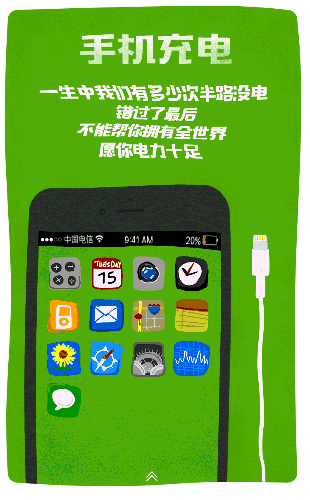 手机充电
一生中我们有多少次半路没电
错过了最后
不能帮你拥有全世界
愿你电力十足
中国电信 9:41 AM 20%
TUESDAY
15